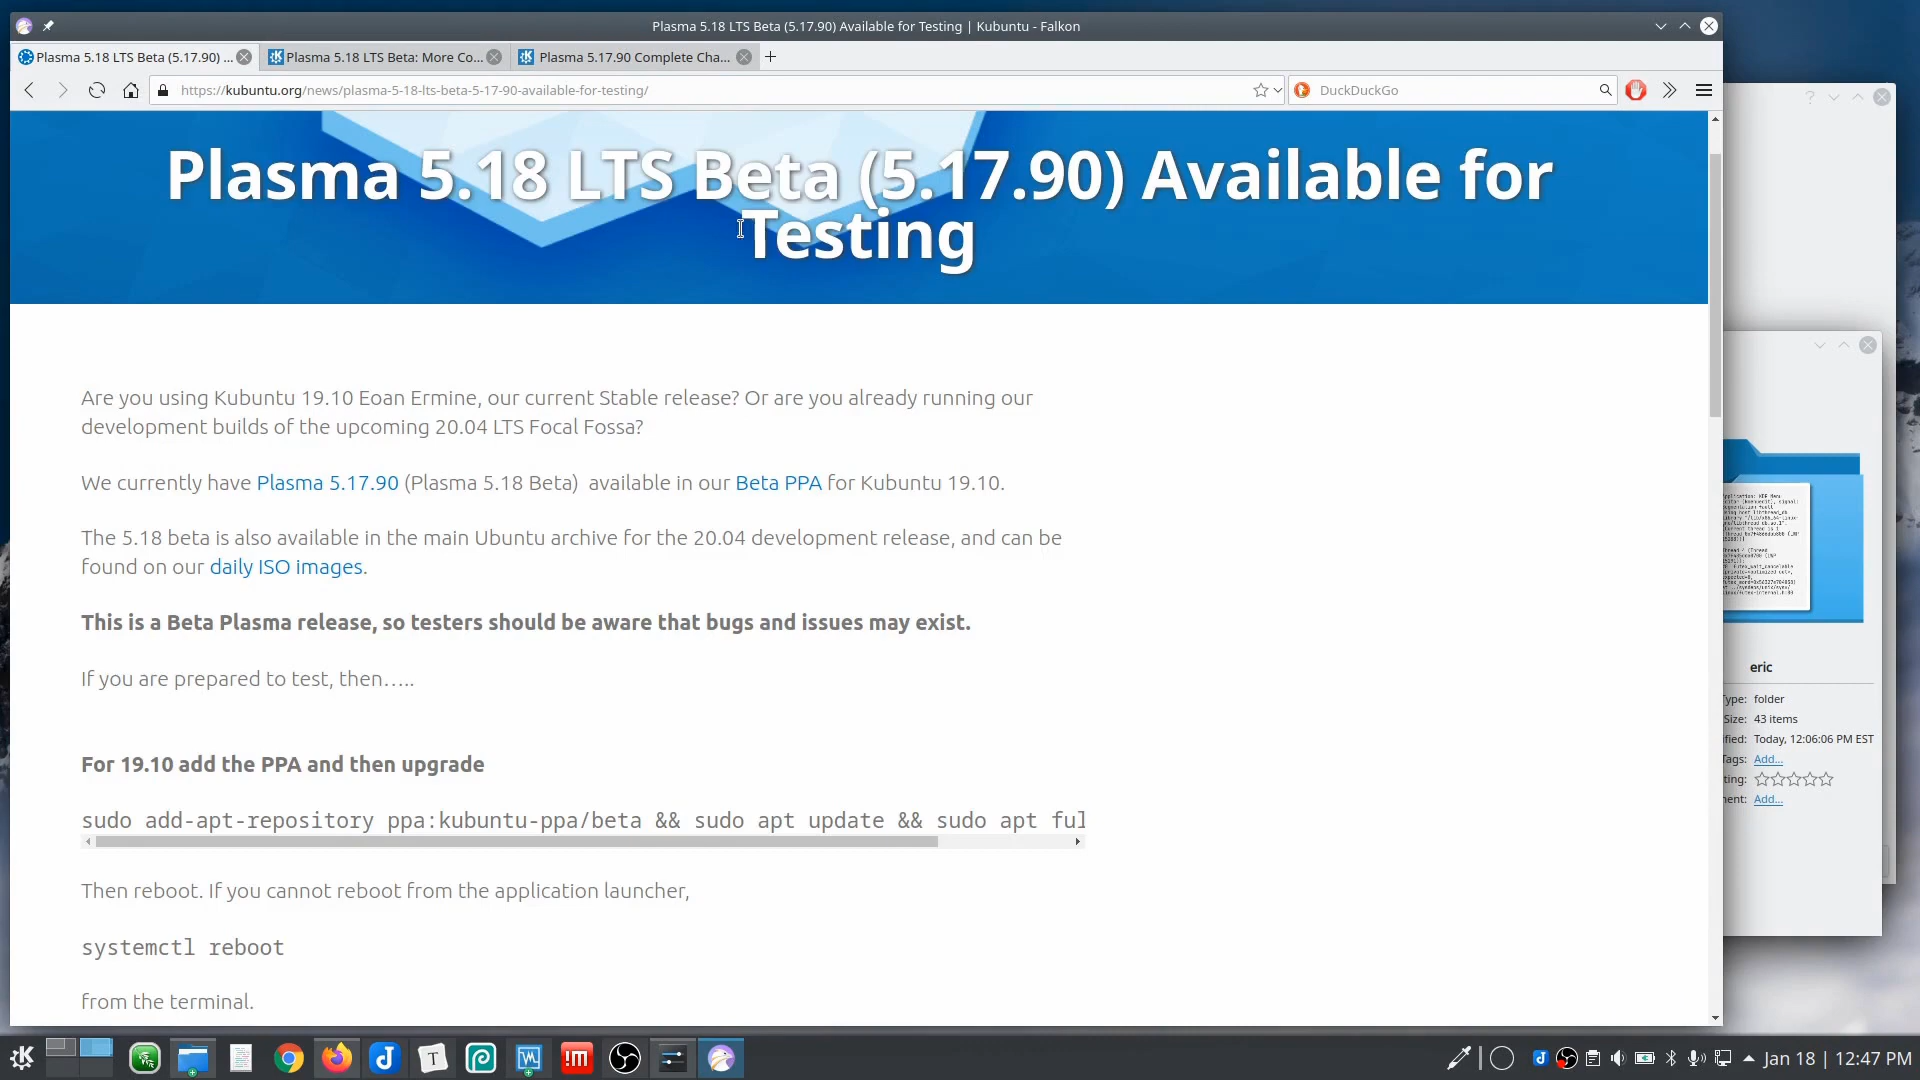 Plasma 5.18 LTS Beta (5.17.90) Available for Testing | Kubuntu - Falkon
Plasma 5.18 LTS Beta (5.17.90) ...
Plasma 5.18 LTS Beta: More Co...
Plasma 5.17.90 Complete Cha...
https://kubuntu.org/news/plasma-5-18-lts-beta-5-17-90-available-for-testing/
DuckDuckGo
Plasma 5.18 LTS Beta (5.17.90) Available for
Testing
Are you using Kubuntu 19.10 Eoan Ermine, our current Stable release? Or are you already running our
development builds of the upcoming 20.04 LTS Focal Fossa?
We currently have Plasma 5.17.90 (Plasma 5.18 Beta)  available in our Beta PPA for Kubuntu 19.10.
The 5.18 beta is also available in the main Ubuntu archive for the 20.04 development release, and can be
found on our daily ISO images.
This is a Beta Plasma release, so testers should be aware that bugs and issues may exist.
If you are prepared to test, then…..
For 19.10 add the PPA and then upgrade
sudo add-apt-repository ppa:kubuntu-ppa/beta && sudo apt update && sudo apt ful
Then reboot. If you cannot reboot from the application launcher,
systemctl reboot
from the terminal.
eric
Type: folder
Size: 43 items
ified: Today, 12:06:06 PM EST
Tags: Add...
ting:
ment: Add...
Jan 18 | 12:47 PM